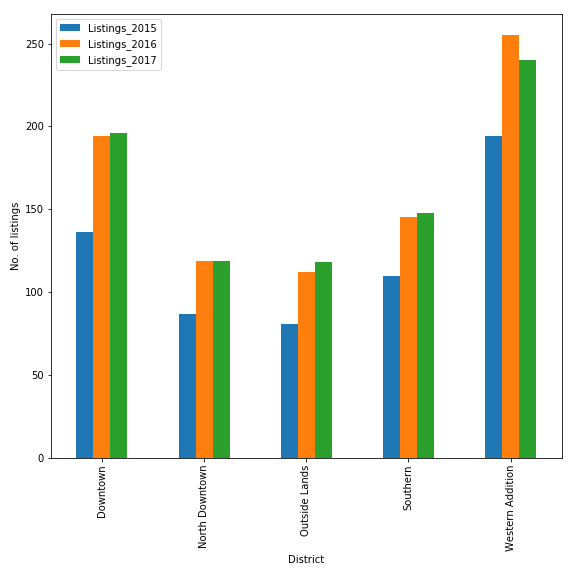 Listings_2015
Listings_2016
Listings_2017
No. of listings
250
200
150
100
50
0
Downtown
North Downtown
Outside Lands
Southern
Western Addition
District